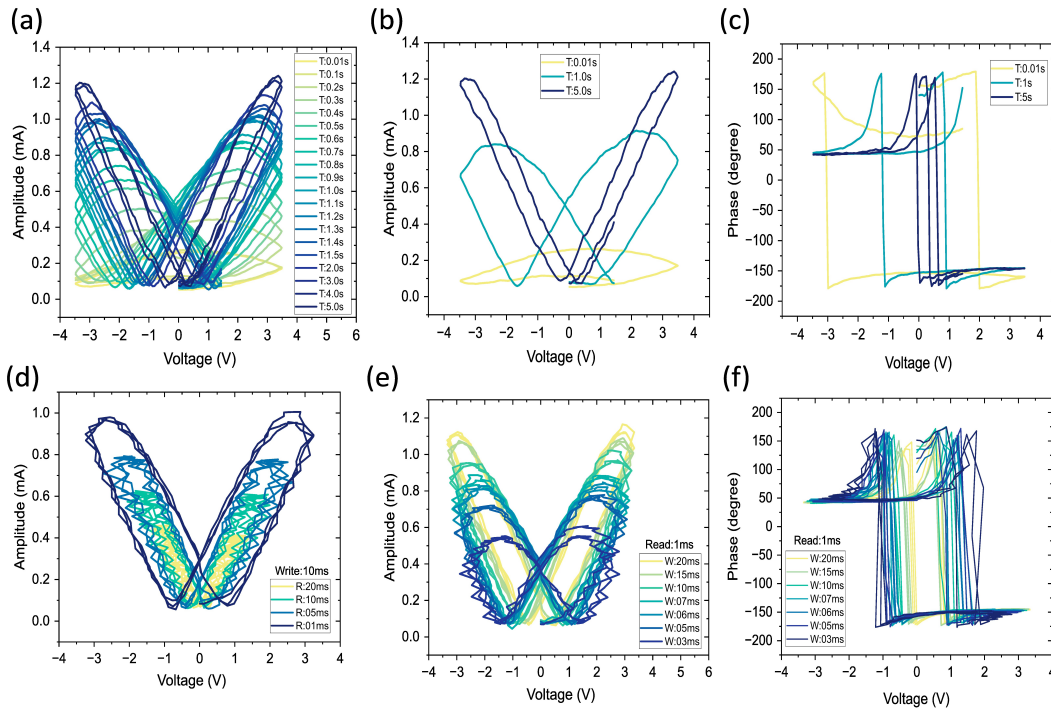 (a)
Amplitude (mA)
1.4
1.2
1.0
0.8
0.6
0.4
0.2
0.0
−4 −3 −2 −1 0 1 2 3 4 5 6
Voltage (V)
T:0.01s
T:0.1s
T:0.2s
T:0.3s
T:0.4s
T:0.5s
T:0.6s
T:0.7s
T:0.8s
T:0.9s
T:1.0s
T:1.1s
T:1.2s
T:1.3s
T:1.4s
T:1.5s
T:2.0s
T:3.0s
T:4.0s
T:5.0s
(b)
Amplitude (mA)
1.4
1.2
1.0
0.8
0.6
0.4
0.2
0.0
−4 −3 −2 −1 0 1 2 3 4
Voltage (V)
T:0.01s
T:1.0s
T:5.0s
(c)
Phase (degree)
200
150
100
50
0
−50
−100
−150
−200
−4 −3 −2 −1 0 1 2 3 4
Voltage (V)
T:0.01s
T:1s
T:5s
(d)
Amplitude (mA)
1.0
0.8
0.6
0.4
0.2
0.0
−4 −3 −2 −1 0 1 2 3 4
Voltage (V)
Write:10ms
R:20ms
R:10ms
R:05ms
R:01ms
(e)
Amplitude (mA)
1.2
1.0
0.8
0.6
0.4
0.2
0.0
−4 −3 −2 −1 0 1 2 3 4 5 6
Voltage (V)
Read:1ms
W:20ms
W:15ms
W:10ms
W:07ms
W:06ms
W:05ms
W:03ms
(f)
Phase (degree)
200
150
100
50
0
−50
−100
−150
−200
−4 −3 −2 −1 0 1 2 3 4
Voltage (V)
Read:1ms
W:20ms
W:15ms
W:10ms
W:07ms
W:06ms
W:05ms
W:03ms